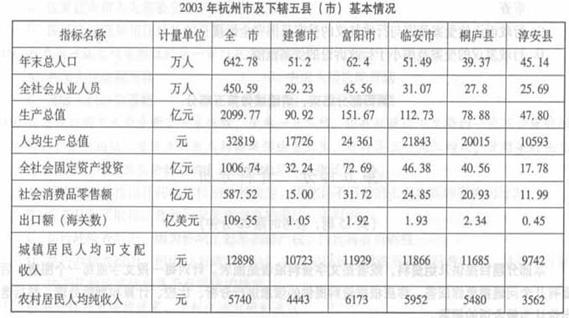 2003 年杭州市及下辖五县（市）基本情况
指标名称 计量单位 全 市 建德市 富阳市 临安市 桐庐县 淳安县
年末总人口 万人 642.78 51.2 62.4 51.49 39.37 45.14
全社会从业人员 万人 450.59 29.23 45.56 31.07 27.8 25.69
生产总值 亿元 2099.77 90.92 151.67 112.73 78.88 47.80
人均生产总值 元 32819 17726 24 361 21843 20015 10593
全社会固定资产投资 亿元 1006.74 32.24 72.69 46.38 40.56 17.78
社会消费品零售额 亿元 587.52 15.00 31.72 24.85 20.93 11.99
出口额（海关数） 亿美元 109.55 1.05 1.92 1.93 2.34 0.45
城镇居民人均可支配
收入 元 12898 10723 11929 11866 11685 9742
农村居民人均纯收入 元 5740 4443 6173 5952 5480 3562